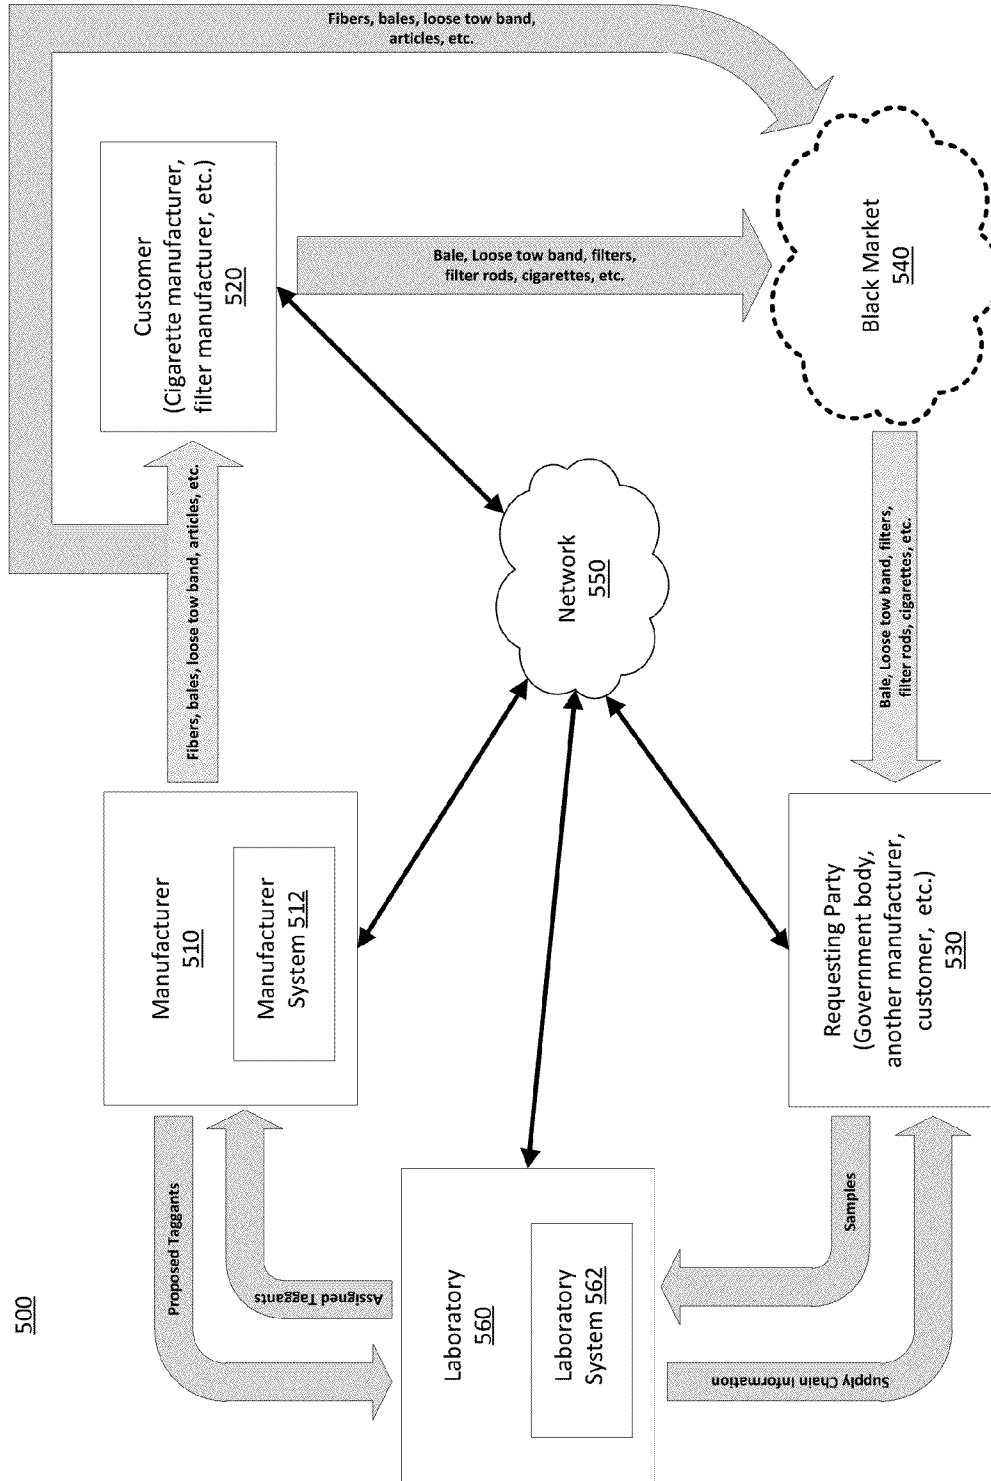 500
Proposed Taggants
Assigned Taggants
Laboratory
560
Laboratory
System 562
Supply Chain Information
Samples
Manufacturer
510
Manufacturer
System 512
Fibers, bales, loose tow band, articles, etc.
Customer
(Cigarette manufacturer,
filter manufacturer, etc.)
520
Fibers, bales, loose tow band,
articles, etc.
Bale, Loose tow band, filters,
filter rods, cigarettes, etc.
Network
550
Black Market
540
Bale, Loose tow band, filters,
filter rods, cigarettes, etc.
Requesting Party
(Government body,
another manufacturer,
customer, etc.)
530